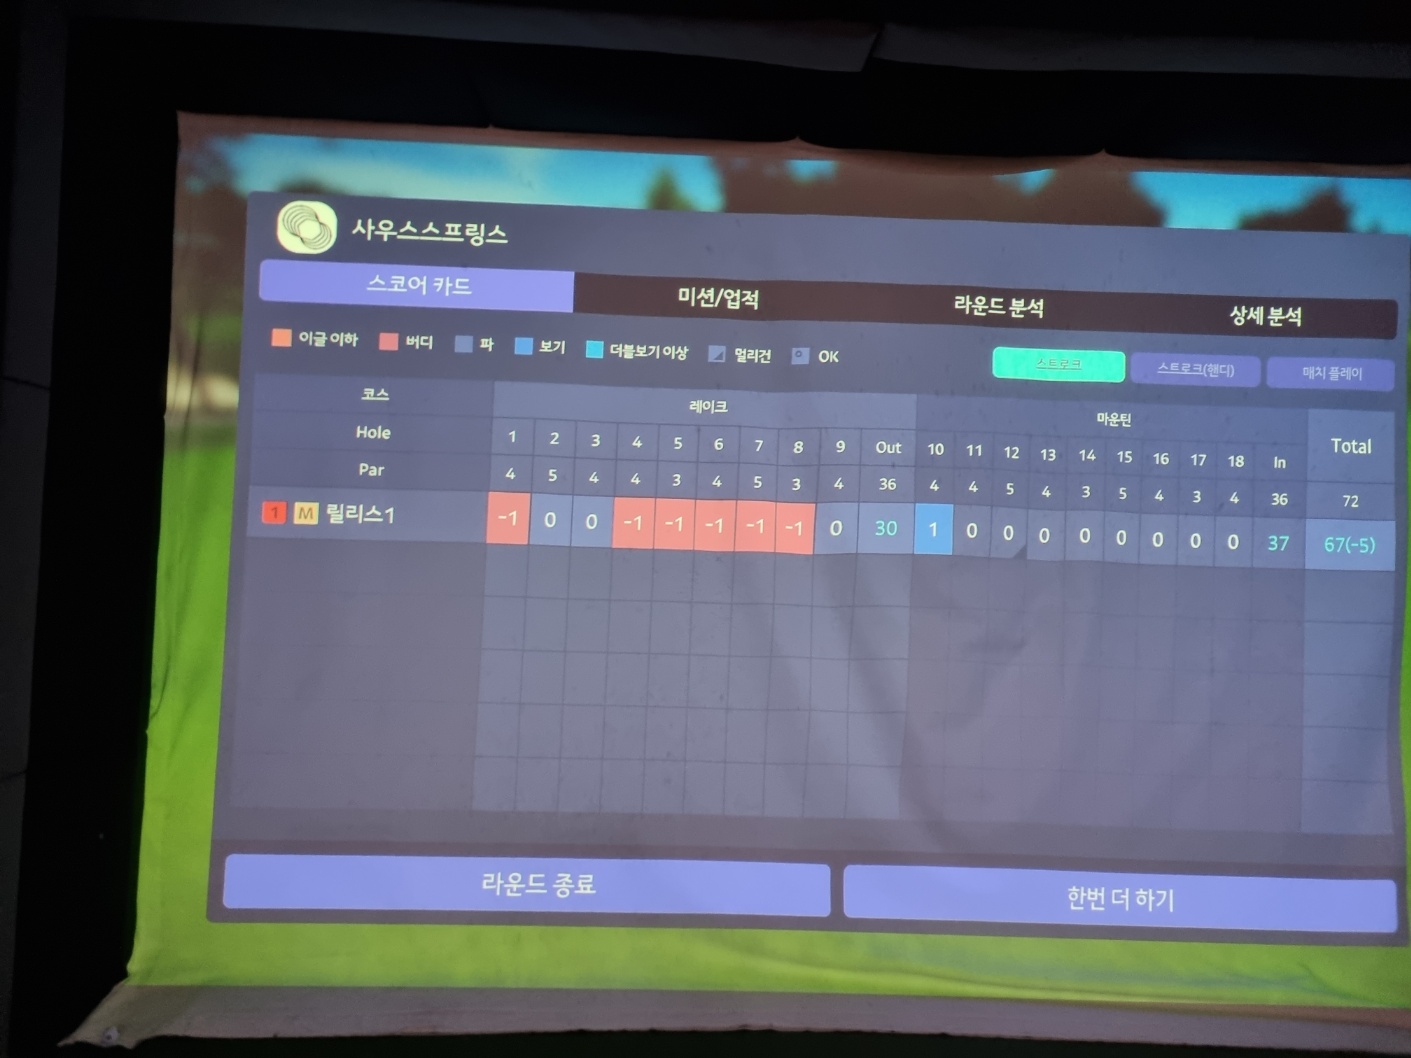 사우스스프링스
스코어 카드 미션/업적 라운드 분석 상세 분석
이글 이하 버디 파 보기 더블보기 이상 멀리건 OK 스트로크 스트로크(핸디) 매치 플레이
코스 레이크 마운틴
Hole 1 2 3 4 5 6 7 8 9 Out 10 11 12 13 14 15 16 17 18 In Total
Par 4 5 4 4 3 4 5 3 4 36 4 4 5 4 3 5 4 3 4 36 72
1 M 릴리스1 -1 0 0 -1 -1 -1 -1 -1 0 30 1 0 0 0 0 0 0 0 0 37 67(-5)
라운드 종료 한번 더 하기